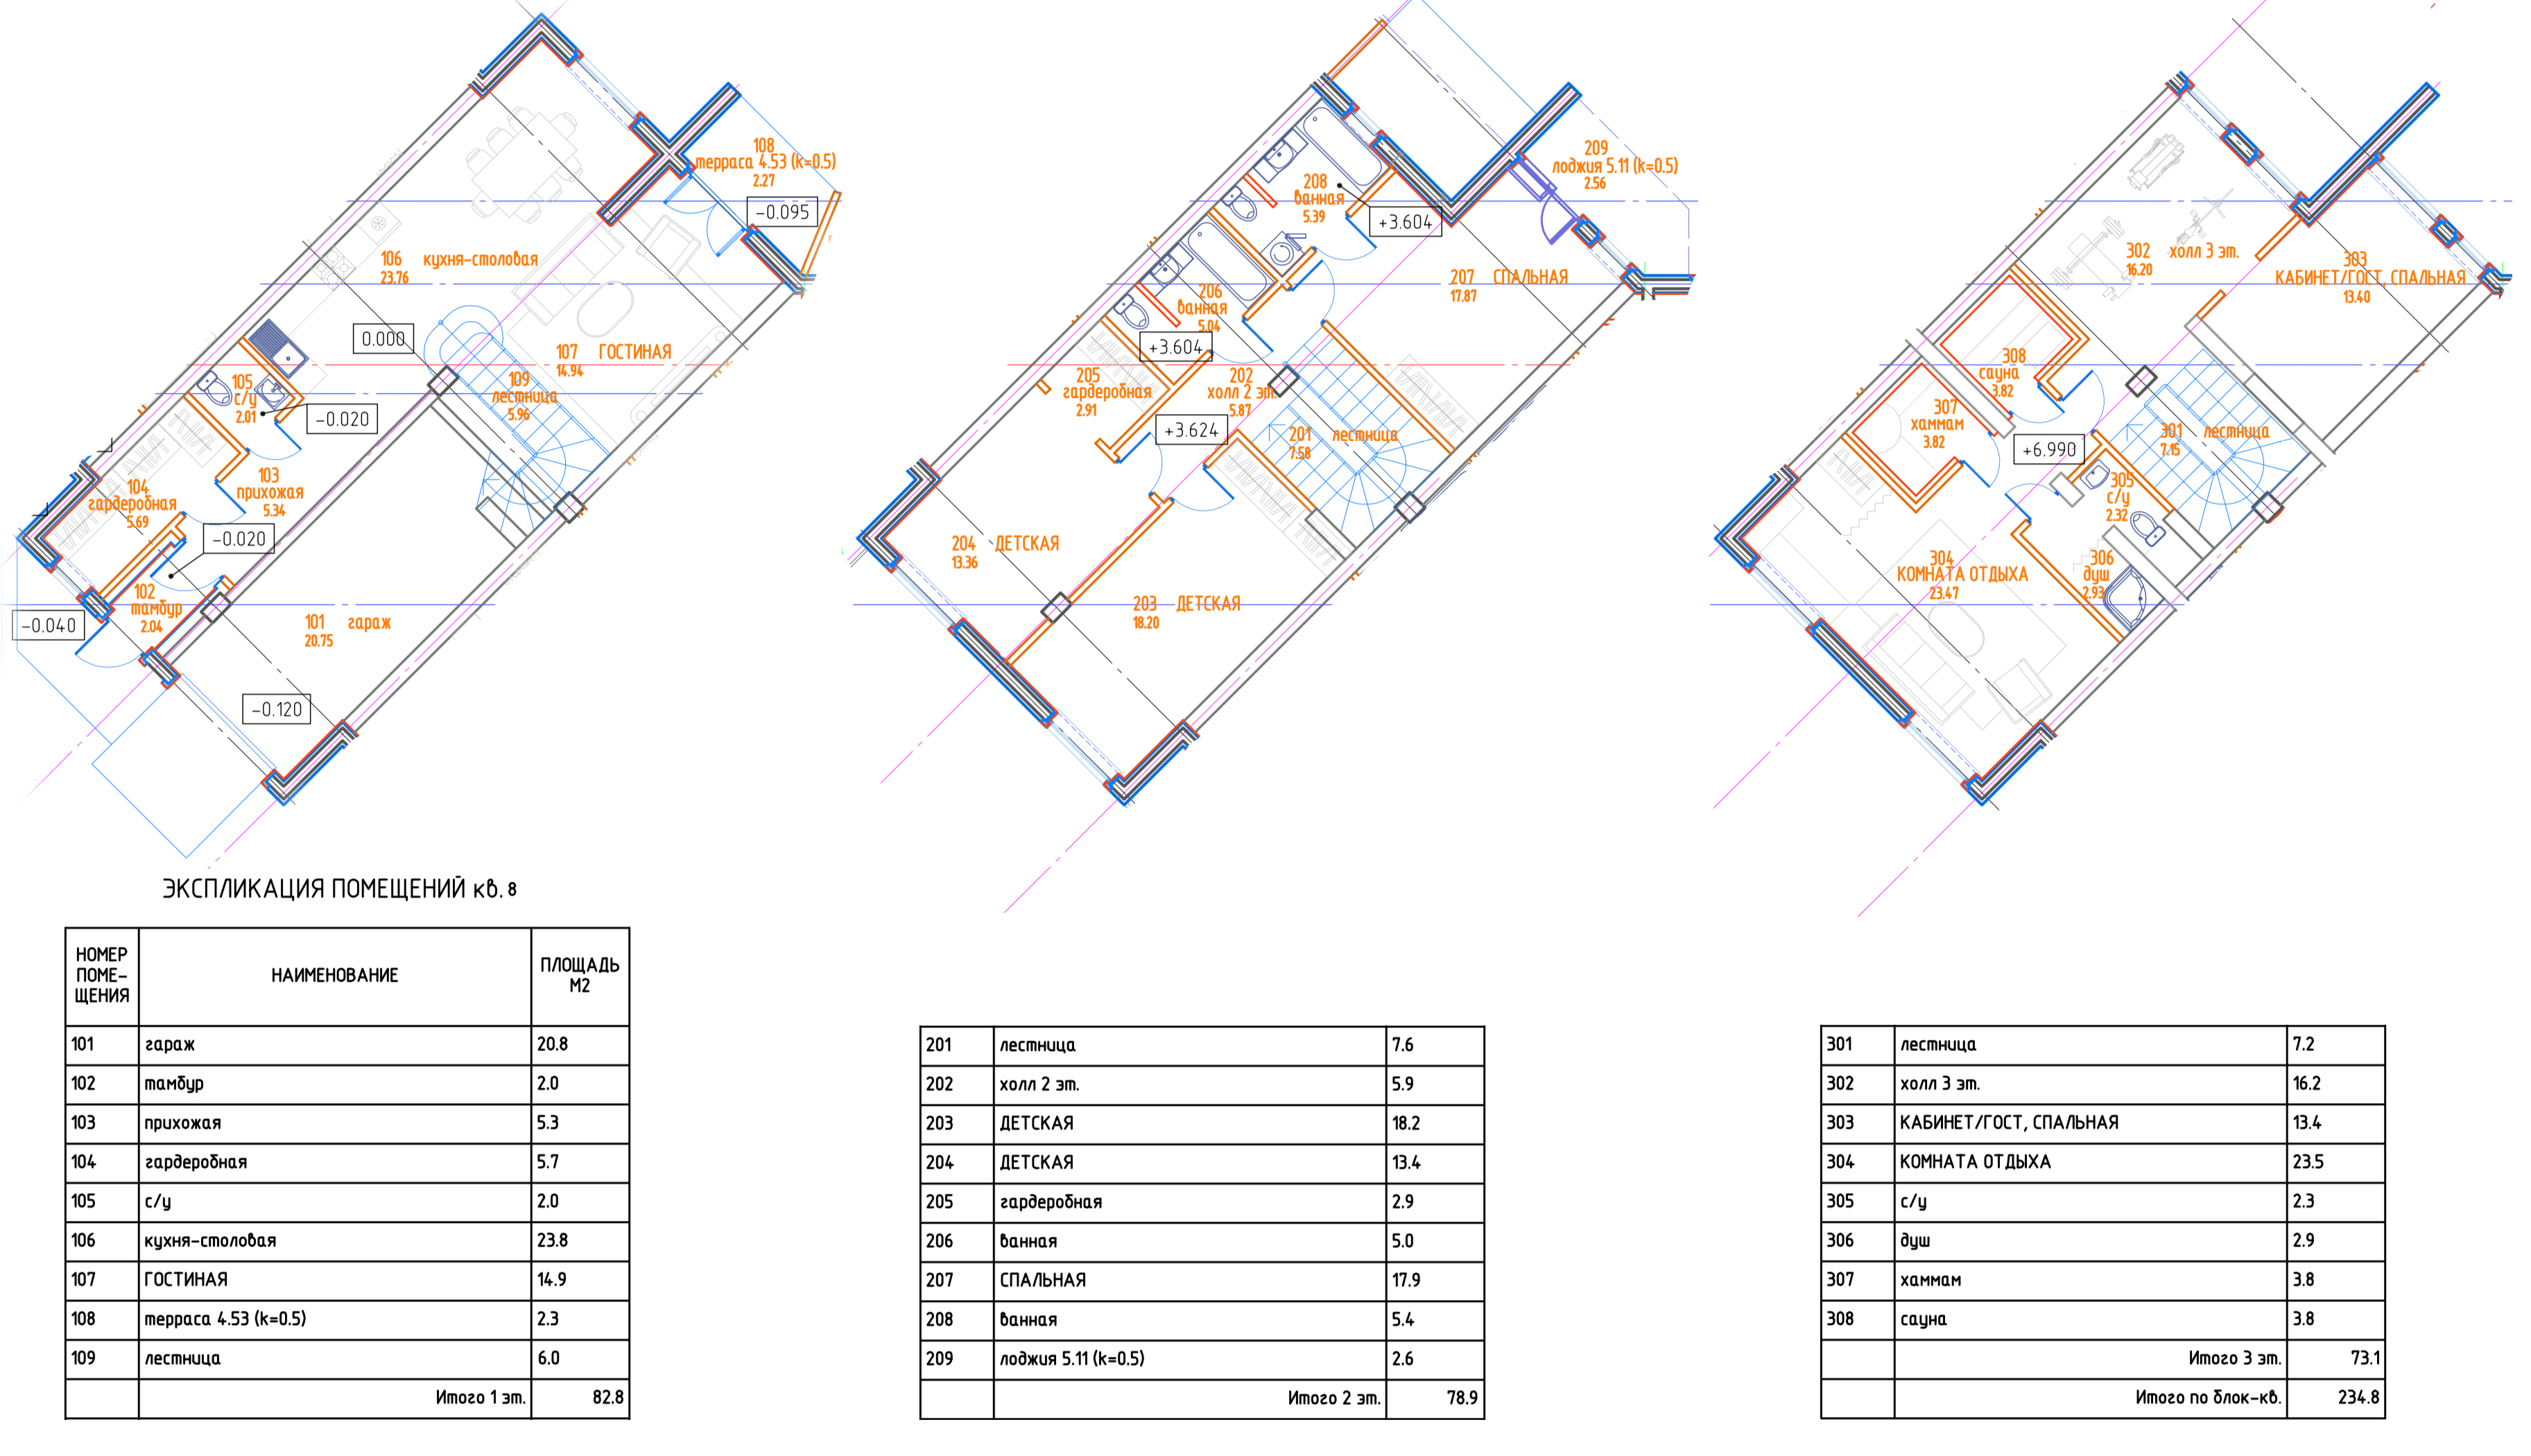 108
терраса 4.53 (k=0.5)
2.27
-0.095
106 кухня-столовая
23.76
0.000
107 ГОСТИНАЯ
14.94
109
лестница
5.96
105
с/у
2.01
-0.020
103
прихожая
5.34
104
гардеробная
5.69
-0.020
102
тамбур
2.04
-0.040
101 гараж
20.75
-0.120
209
лоджия 5.11 (k=0.5)
2.56
208
ванная
5.39
+3.604
207 СПАЛЬНАЯ
17.87
206
ванная
5.04
+3.604
205
гардеробная
2.91
202
холл 2 эт.
5.87
+3.624
201 лестница
7.58
204 ДЕТСКАЯ
13.36
203 ДЕТСКАЯ
18.20
302 холл 3 эт.
16.20
303
КАБИНЕТ/ГОСТ, СПАЛЬНАЯ
13.40
308
сауна
3.82
307
хаммам
3.82
+6.990
301 лестница
7.15
305
с/у
2.32
304
КОМНАТА ОТДЫХА
23.47
306
душ
2.93
ЭКСПЛИКАЦИЯ ПОМЕЩЕНИЙ кв. 8
НОМЕР ПОМЕ-ЩЕНИЯ НАИМЕНОВАНИЕ ПЛОЩАДЬ М2
101 гараж 20.8
102 тамбур 2.0
103 прихожая 5.3
104 гардеробная 5.7
105 с/у 2.0
106 кухня-столовая 23.8
107 ГОСТИНАЯ 14.9
108 терраса 4.53 (k=0.5) 2.3
109 лестница 6.0
Итого 1 эт. 82.8
201 лестница 7.6
202 холл 2 эт. 5.9
203 ДЕТСКАЯ 18.2
204 ДЕТСКАЯ 13.4
205 гардеробная 2.9
206 ванная 5.0
207 СПАЛЬНАЯ 17.9
208 ванная 5.4
209 лоджия 5.11 (k=0.5) 2.6
Итого 2 эт. 78.9
301 лестница 7.2
302 холл 3 эт. 16.2
303 КАБИНЕТ/ГОСТ, СПАЛЬНАЯ 13.4
304 КОМНАТА ОТДЫХА 23.5
305 с/у 2.3
306 душ 2.9
307 хаммам 3.8
308 сауна 3.8
Итого 3 эт. 73.1
Итого по блок-кв. 234.8